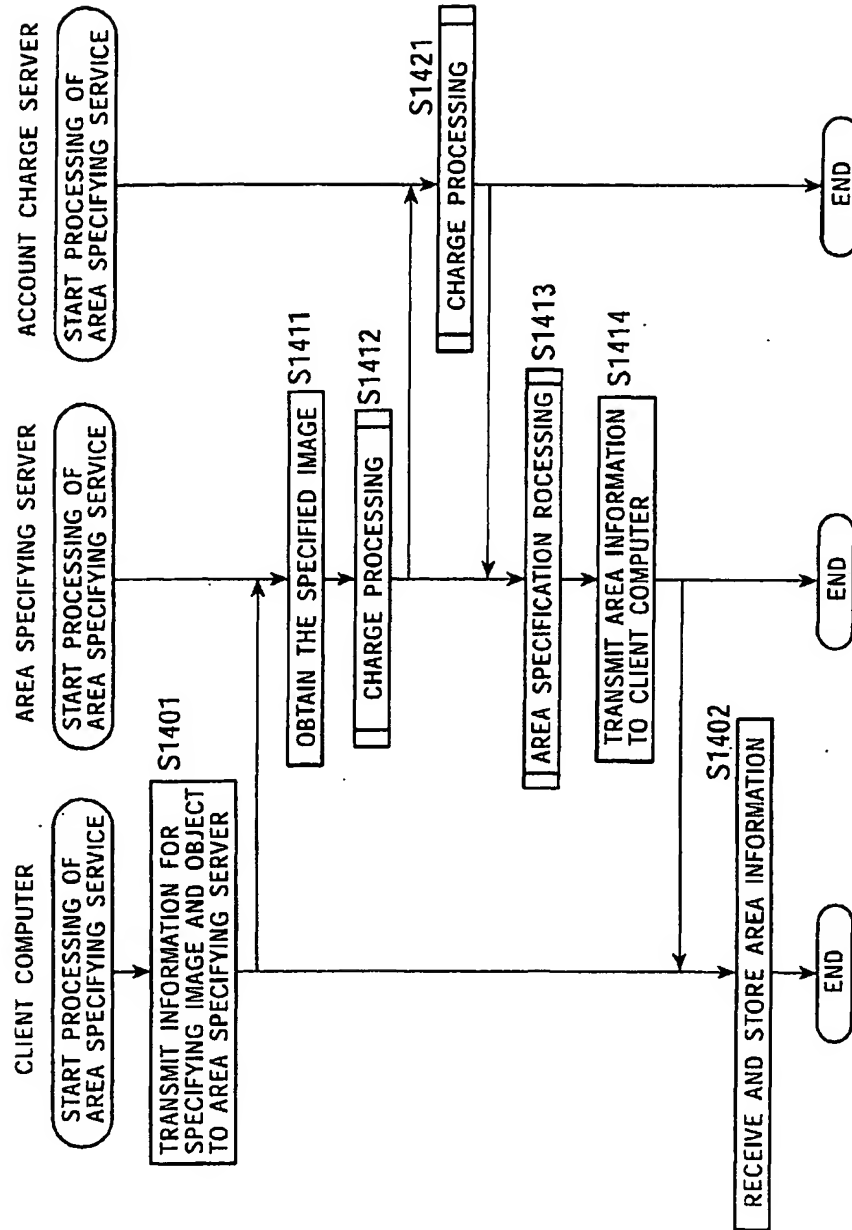 CLIENT COMPUTER
START PROCESSING OF
AREA SPECIFYING SERVICE
S1401
TRANSMIT INFORMATION FOR
SPECIFYING IMAGE AND OBJECT
TO AREA SPECIFYING SERVER
S1402
RECEIVE AND STORE AREA INFORMATION
END
AREA SPECIFYING SERVER
START PROCESSING OF
AREA SPECIFYING SERVICE
S1411
OBTAIN THE SPECIFIED IMAGE
S1412
CHARGE PROCESSING
S1413
AREA SPECIFICATION ROCESSING
S1414
TRANSMIT AREA INFORMATION
TO CLIENT COMPUTER
END
ACCOUNT CHARGE SERVER
START PROCESSING OF
AREA SPECIFYING SERVICE
S1421
CHARGE PROCESSING
END